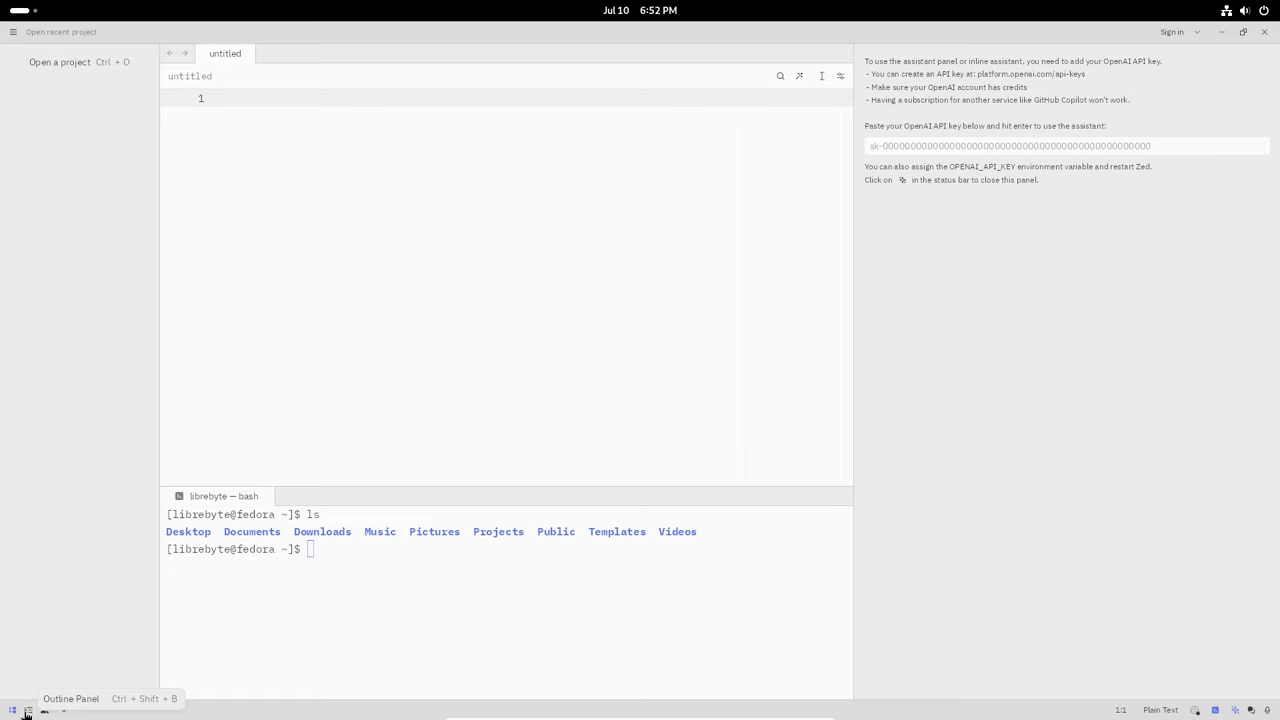 Jul 10 6:52 PM
Open recent project
Sign in
Open a project Ctrl + O
untitled
untitled
1
To use the assistant panel or inline assistant, you need to add your OpenAI API key.
- You can create an API key at: platform.openai.com/api-keys
- Make sure your OpenAI account has credits
- Having a subscription for another service like GitHub Copilot won't work.
Paste your OpenAI API key below and hit enter to use the assistant:
sk-000000000000000000000000000000000000000000000000
You can also assign the OPENAI_API_KEY environment variable and restart Zed.
Click on in the status bar to close this panel.
librebyte — bash
[librebyte@fedora ~]$ ls
Desktop Documents Downloads Music Pictures Projects Public Templates Videos
[librebyte@fedora ~]$
Outline Panel Ctrl + Shift + B
1:1 Plain Text